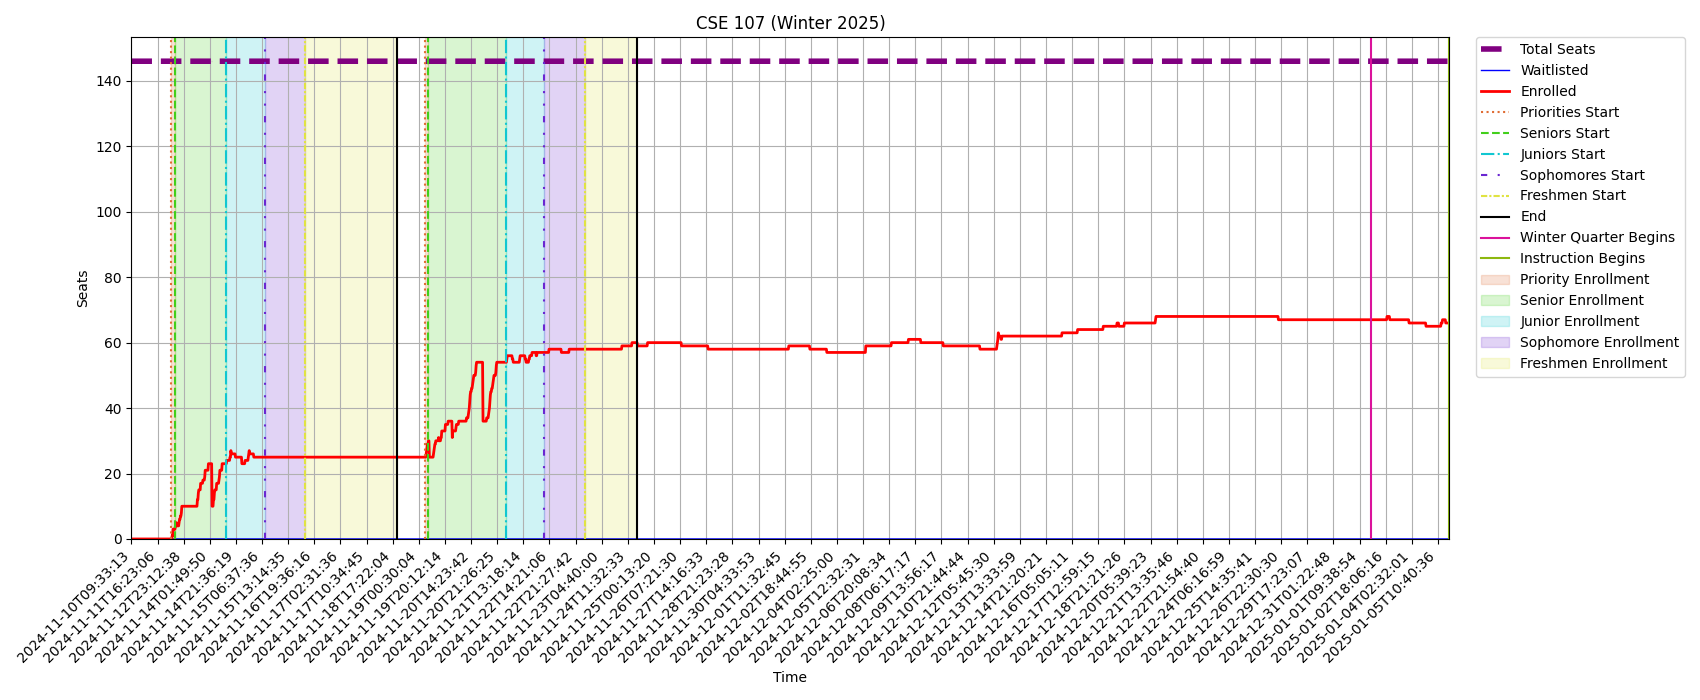 CSE 107 (Winter 2025)
Seats
140
120
100
80
60
40
20
0
Total Seats
Waitlisted
Enrolled
Priorities Start
Seniors Start
Juniors Start
Sophomores Start
Freshmen Start
End
Winter Quarter Begins
Instruction Begins
Priority Enrollment
Senior Enrollment
Junior Enrollment
Sophomore Enrollment
Freshmen Enrollment
2024-11-10T09:33:13
2024-11-11T16:23:06
2024-11-12T23:12:38
2024-11-14T01:49:50
2024-11-14T21:36:19
2024-11-15T06:37:36
2024-11-15T13:14:35
2024-11-16T19:36:16
2024-11-17T02:31:36
2024-11-17T10:34:45
2024-11-18T17:22:04
2024-11-19T00:30:04
2024-11-20T10:12:14
2024-11-20T14:23:42
2024-11-20T21:26:25
2024-11-21T13:18:14
2024-11-22T14:21:06
2024-11-22T21:27:42
2024-11-23T04:40:00
2024-11-24T11:32:33
2024-11-25T00:13:20
2024-11-26T07:21:30
2024-11-27T14:16:33
2024-11-28T21:23:28
2024-11-30T04:33:53
2024-12-01T11:32:45
2024-12-02T18:44:55
2024-12-04T02:25:00
2024-12-05T12:32:31
2024-12-06T20:08:34
2024-12-08T06:17:17
2024-12-09T13:56:17
2024-12-10T21:44:44
2024-12-12T05:45:30
2024-12-13T13:33:59
2024-12-14T21:20:21
2024-12-16T05:05:11
2024-12-17T12:59:15
2024-12-18T21:21:26
2024-12-20T05:39:23
2024-12-21T13:35:46
2024-12-22T21:54:40
2024-12-24T06:16:59
2024-12-25T14:35:41
2024-12-26T22:30:30
2024-12-29T17:23:07
2024-12-31T01:22:48
2025-01-01T09:38:54
2025-01-02T18:06:16
2025-01-04T02:32:01
2025-01-05T10:40:36
Time